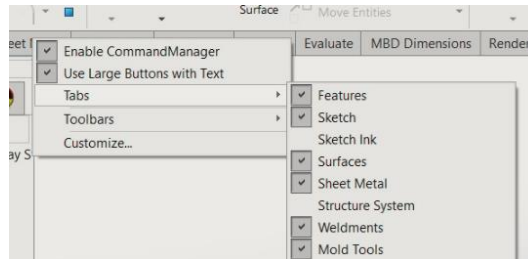 Surface
Move Entities
Evaluate
MBD Dimensions
Render
Enable CommandManager
Use Large Buttons with Text
Tabs
Toolbars
Customize...
Features
Sketch
Sketch Ink
Surfaces
Sheet Metal
Structure System
Weldments
Mold Tools